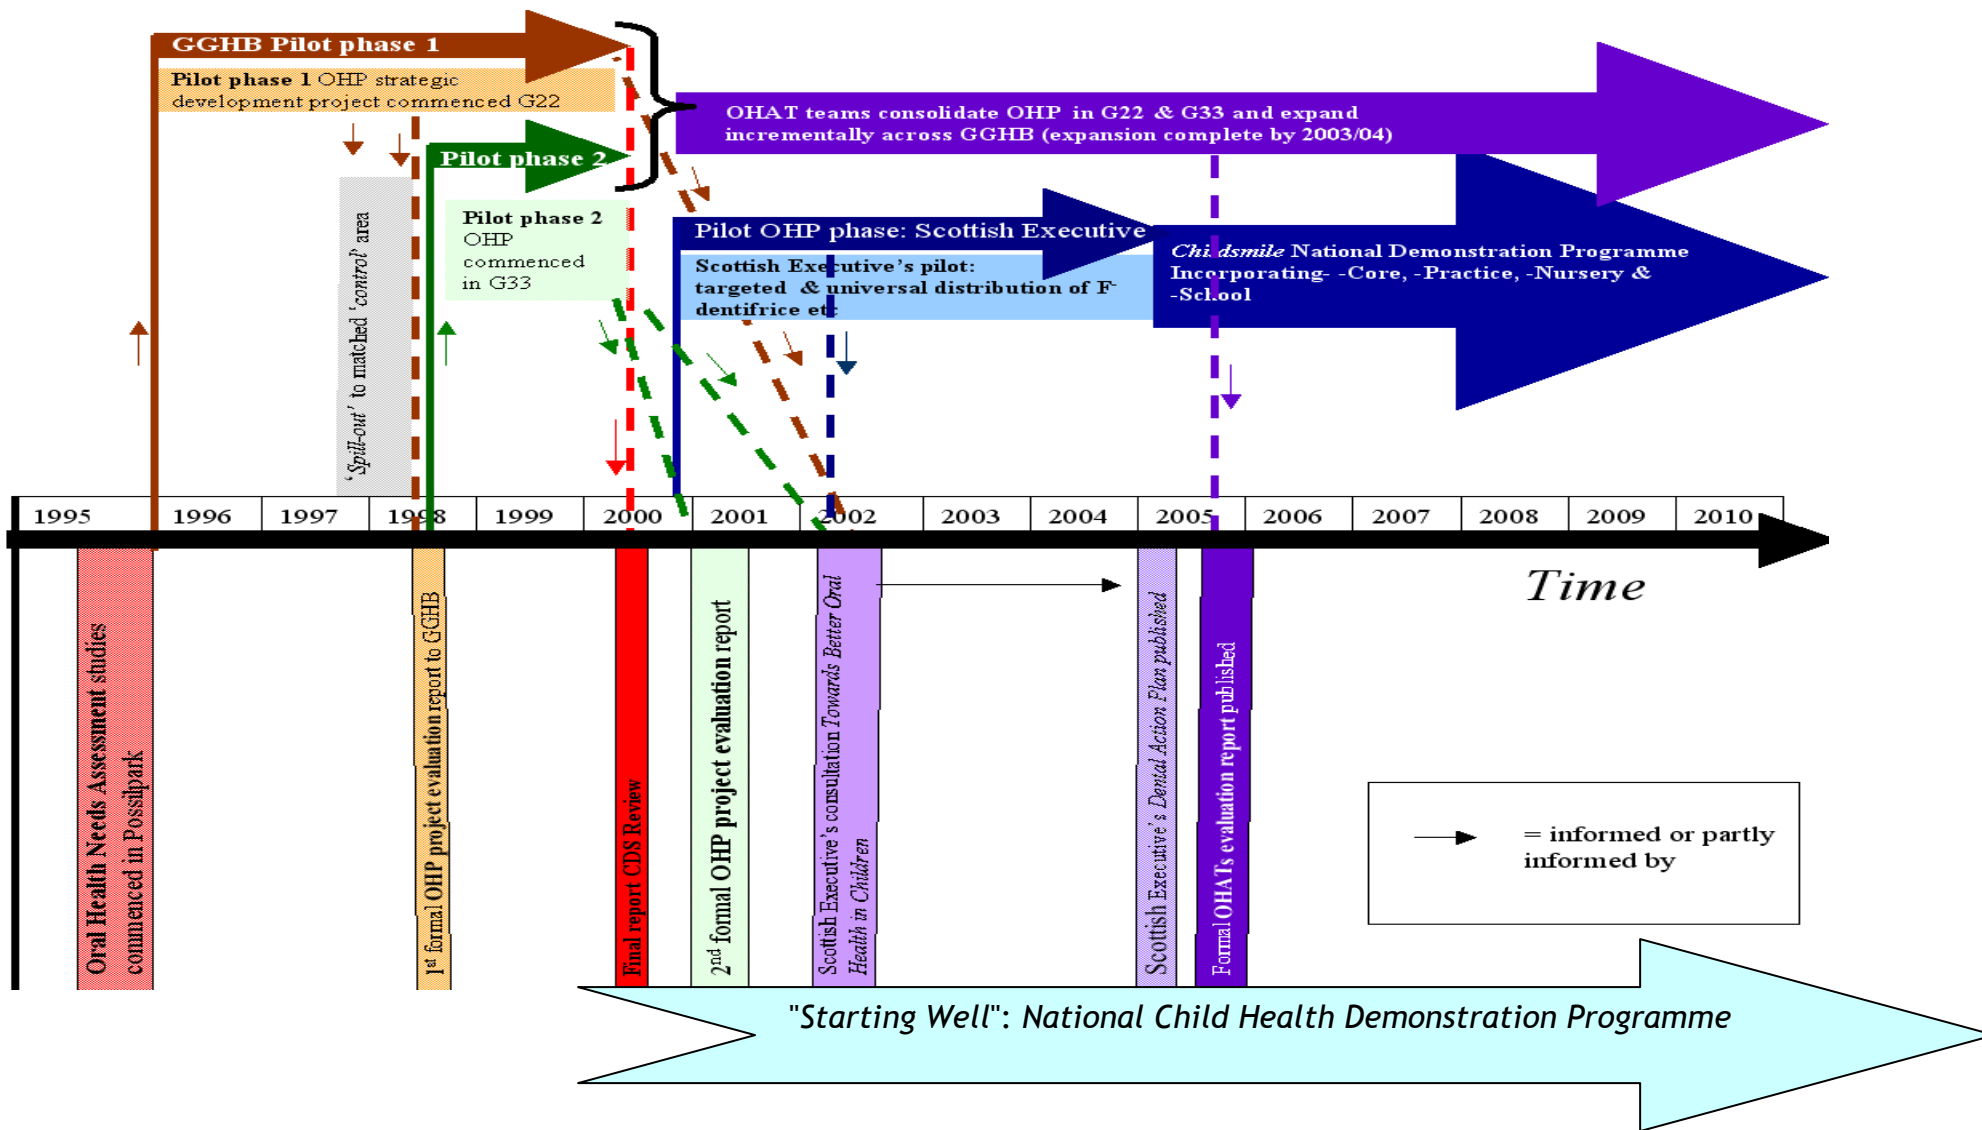 GGHB Pilot phase 1
Pilot phase 1 OHP strategic
development project commenced G22
Pilot phase 2
Pilot phase 2
OHP
commenced
in G33
'Spill-out' to matched 'control' area
OHAT teams consolidate OHP in G22 & G33 and expand
incrementally across GGHB (expansion complete by 2003/04)
Pilot OHP phase: Scottish Executive
Scottish Executive's pilot:
targeted & universal distribution of F-
dentifrice etc
Childsmile National Demonstration Programme
Incorporating- -Core, -Practice, -Nursery &
-School
1995 1996 1997 1998 1999 2000 2001 2002 2003 2004 2005 2006 2007 2008 2009 2010
Time
Oral Health Needs Assessment studies
commenced in Possilpark
1st formal OHP project evaluation report to GGHB
Final report CDS Review
2nd formal OHP project evaluation report
Scottish Executive's consultation Towards Better Oral
Health in Children
Scottish Executive's Dental Action Plan published
Formal OHATs evaluation report published
= informed or partly
informed by
"Starting Well": National Child Health Demonstration Programme